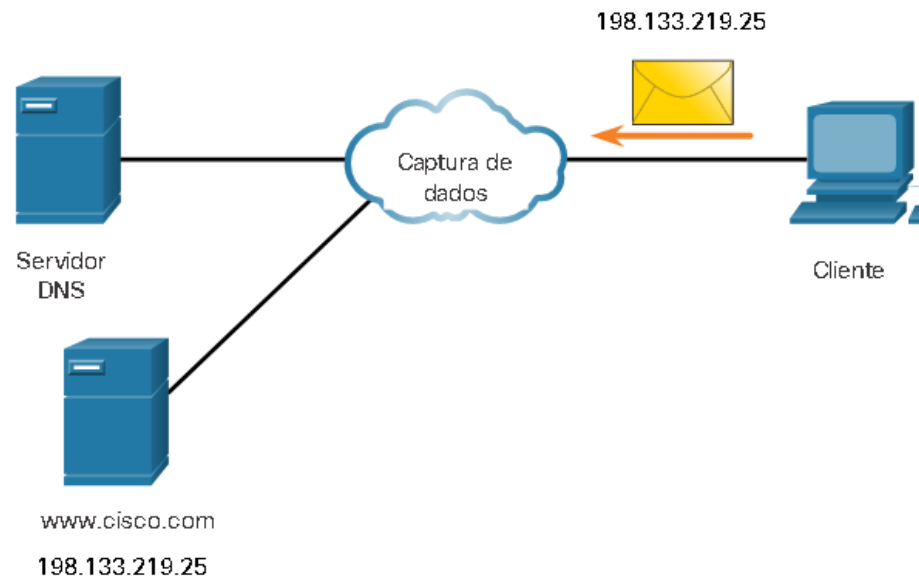 198.133.219.25
Captura de
dados
Servidor
DNS
Cliente
www.cisco.com
198.133.219.25